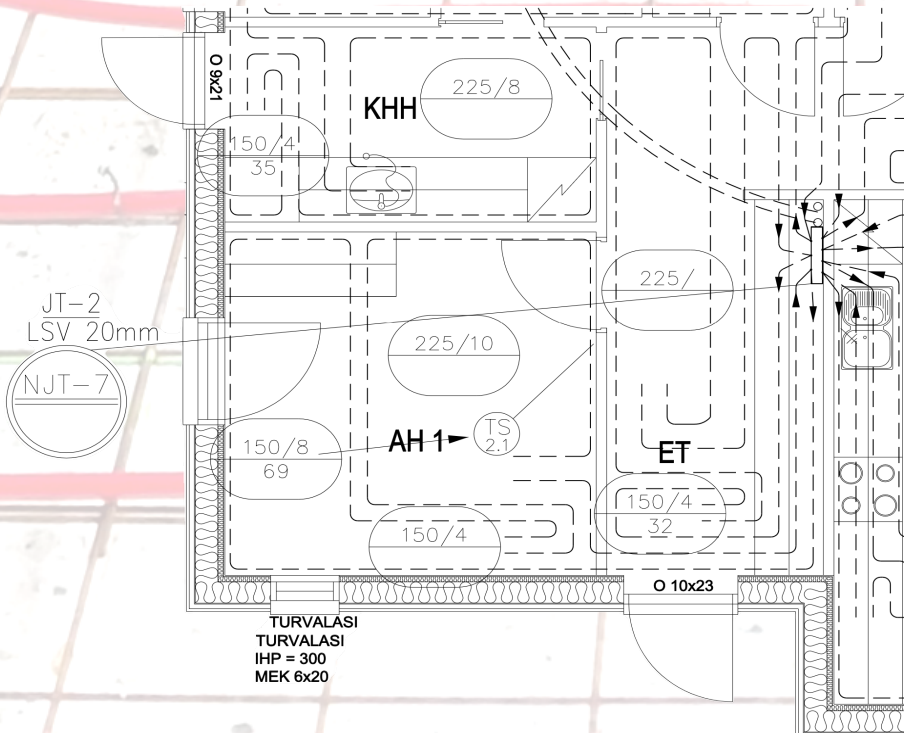 O 9x21
KHH
225/8
150/4
35
225/
JT-2
LSV 20mm
NJT-7
225/10
AH 1
TS
2.1
150/8
69
ET
150/4
150/4
32
O 10x23
TURVALASI
TURVALASI
IHP = 300
MEK 6x20